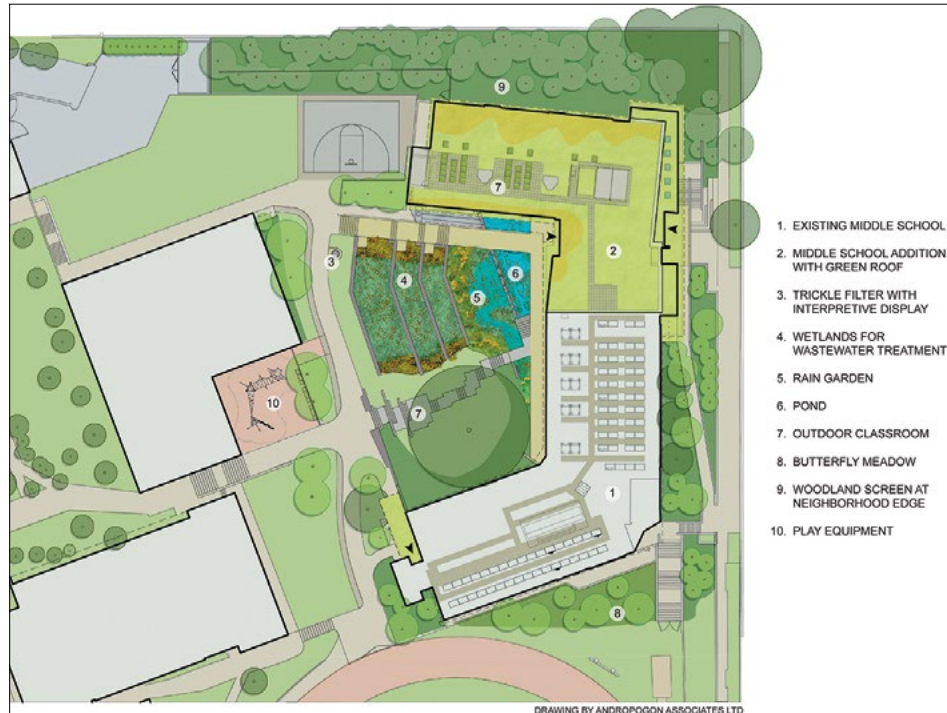 9
7
2
3
4
5
6
7
10
1
8
1. EXISTING MIDDLE SCHOOL
2. MIDDLE SCHOOL ADDITION
WITH GREEN ROOF
3. TRICKLE FILTER WITH
INTERPRETIVE DISPLAY
4. WETLANDS FOR
WASTEWATER TREATMENT
5. RAIN GARDEN
6. POND
7. OUTDOOR CLASSROOM
8. BUTTERFLY MEADOW
9. WOODLAND SCREEN AT
NEIGHBORHOOD EDGE
10. PLAY EQUIPMENT
DRAWING BY ANDROPOGON ASSOCIATES LTD